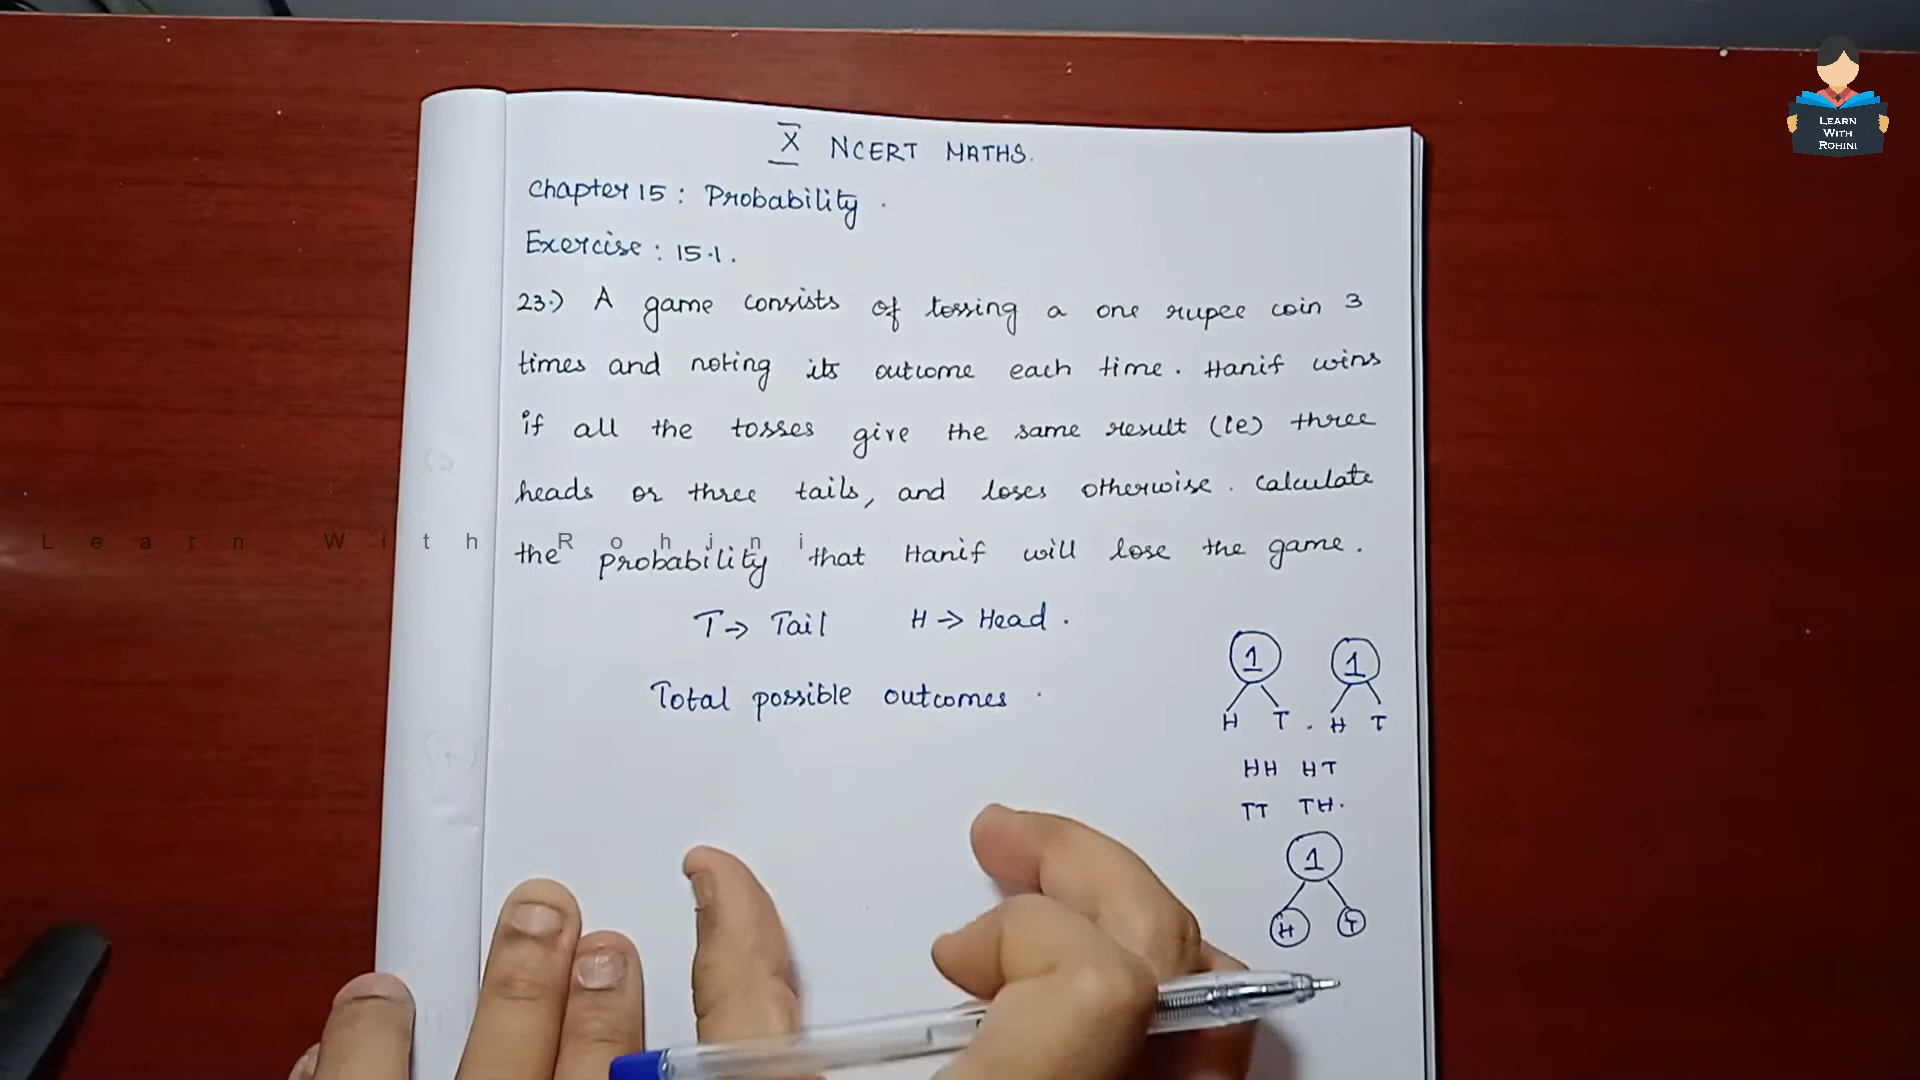 X NCERT MATHS.
Chapter 15 : Probability .
Exercise : 15.1.
23.) A game consists of tossing a one rupee coin 3
times and noting its outcome each time. Hanif wins
if all the tosses give the same result (ie) three
heads or three tails, and loses otherwise. Calculate
the probability that Hanif will lose the game.
Learn With Rohini
T → Tail H → Head .
Total possible outcomes .
1 1
H T . H T
HH HT
TT TH.
1
H T
LEARN
WITH
ROHINI